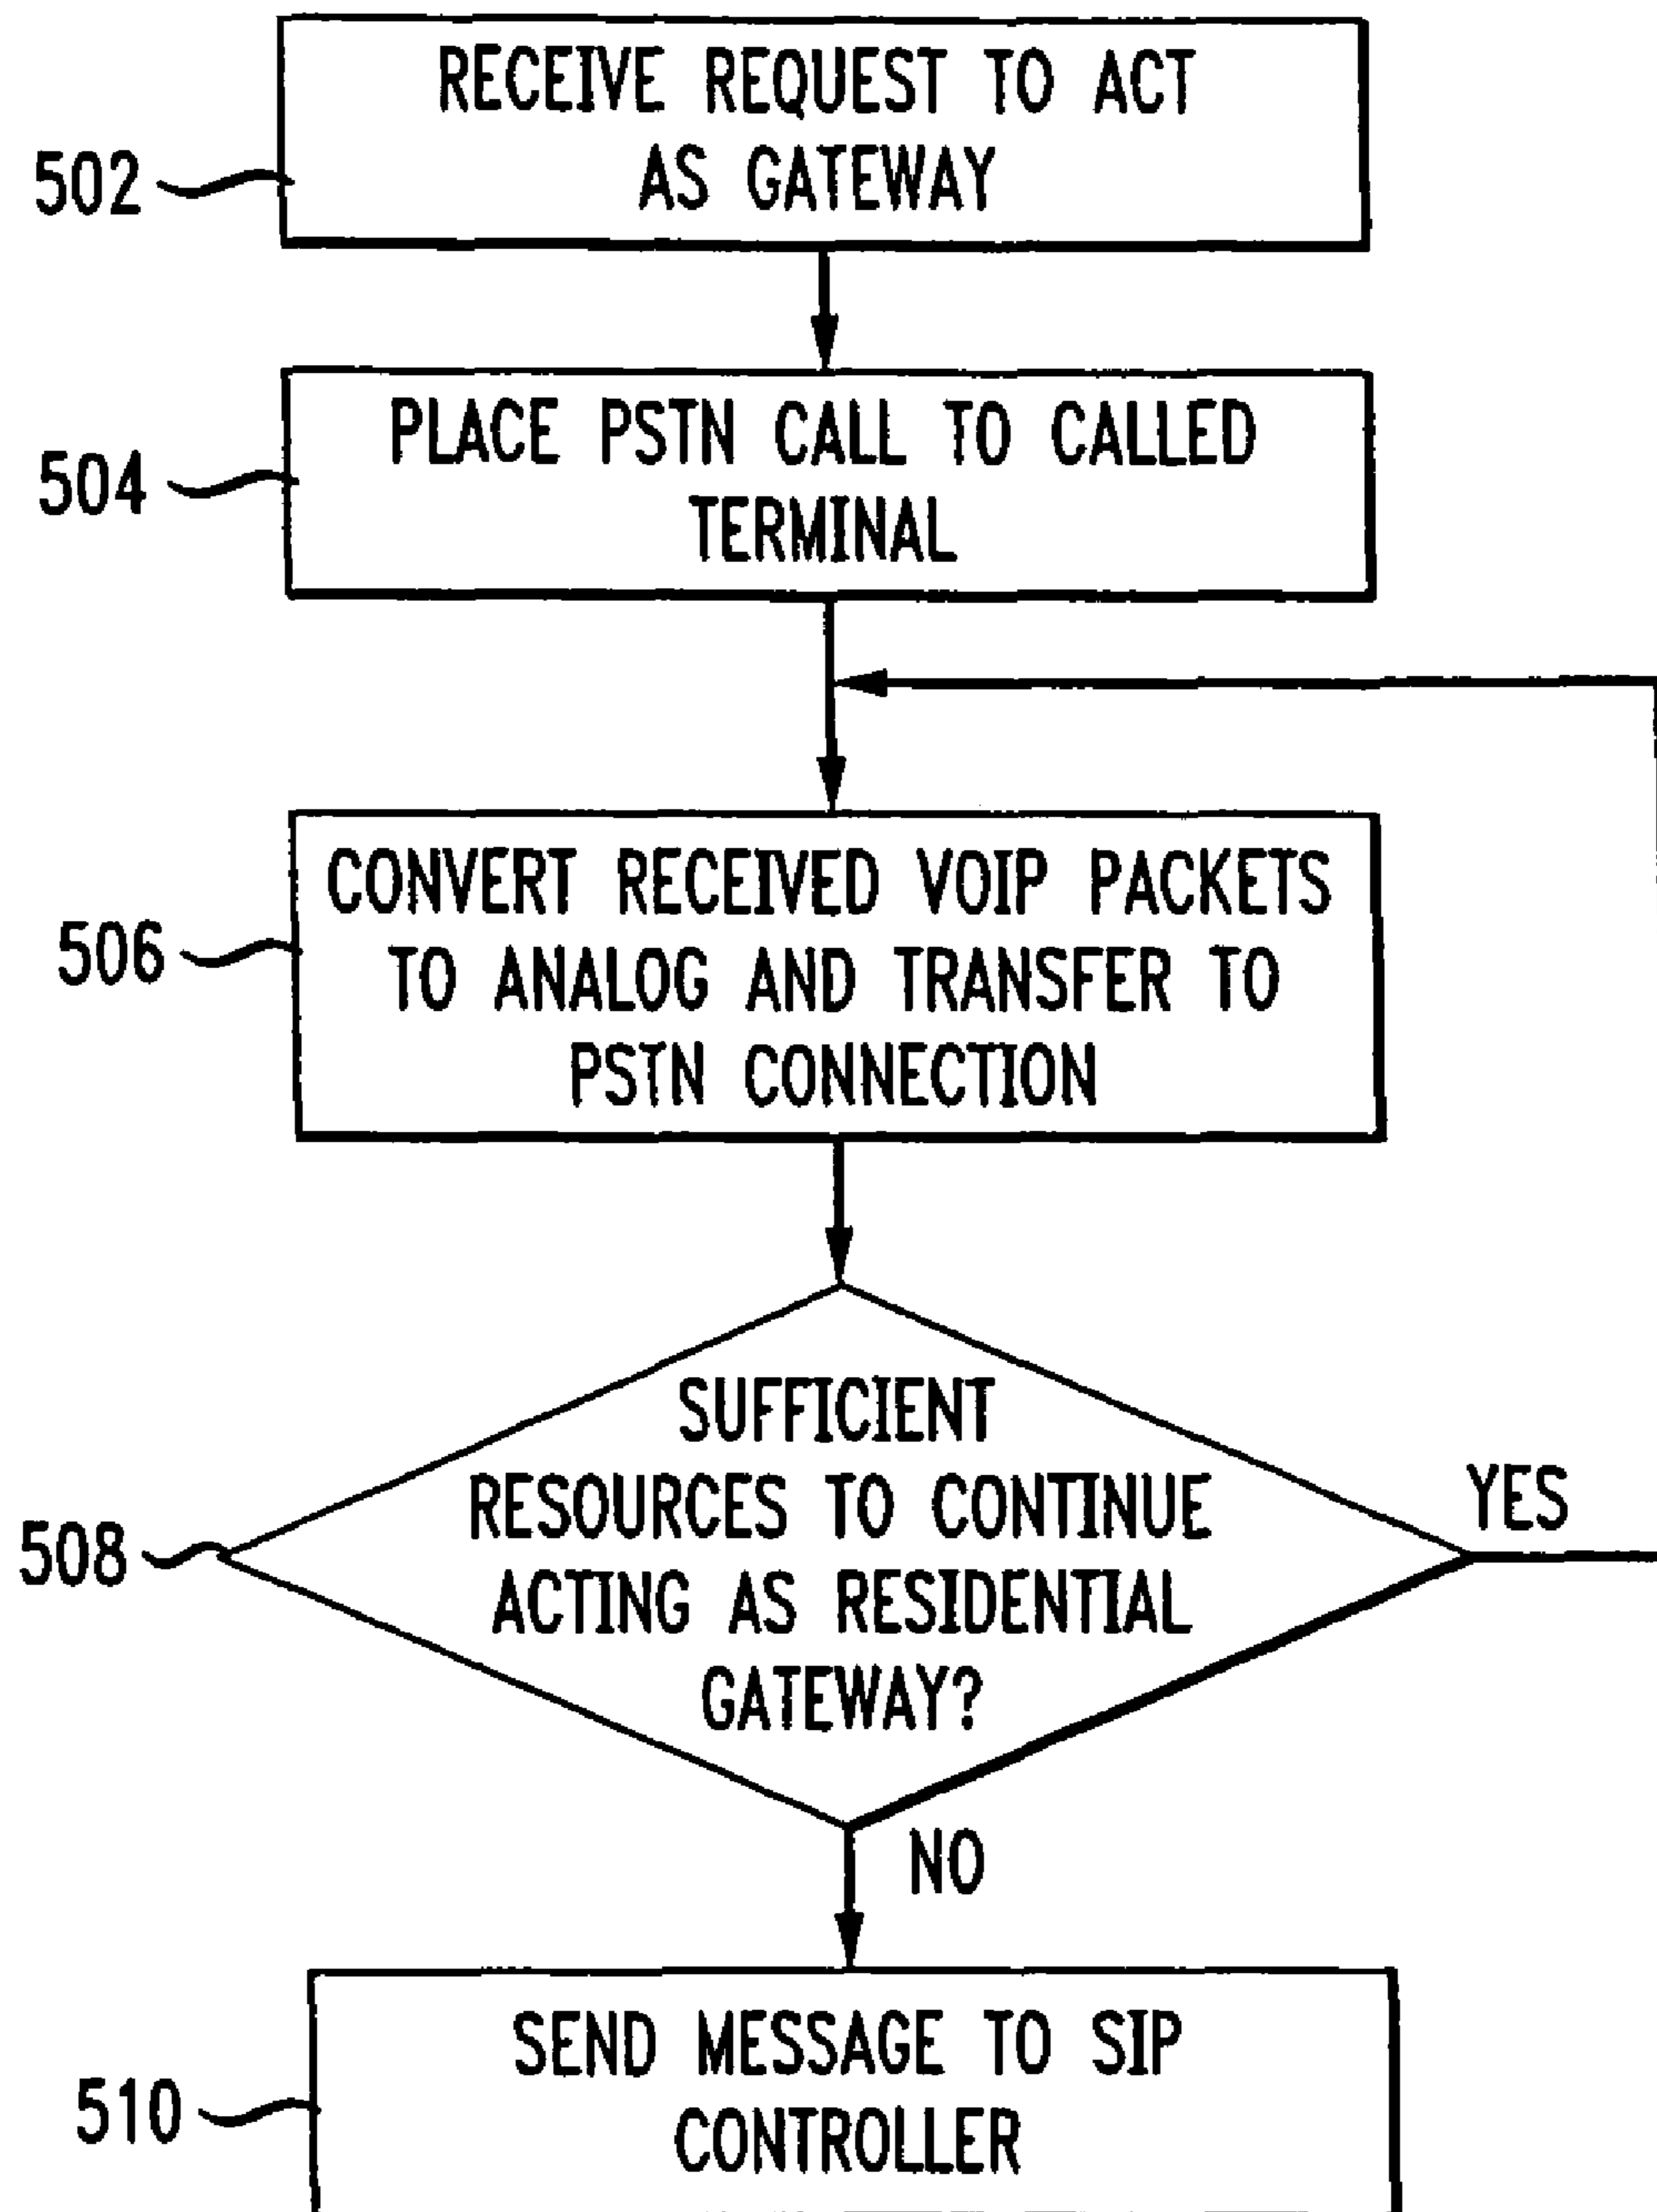 RECEIVE REQUEST TO ACT
AS GATEWAY
502
PLACE PSTN CALL TO CALLED
TERMINAL
504
CONVERT RECEIVED VOIP PACKETS
TO ANALOG AND TRANSFER TO
PSTN CONNECTION
506
SUFFICIENT
RESOURCES TO CONTINUE
ACTING AS RESIDENTIAL
GATEWAY?
508
YES
NO
SEND MESSAGE TO SIP
CONTROLLER
510